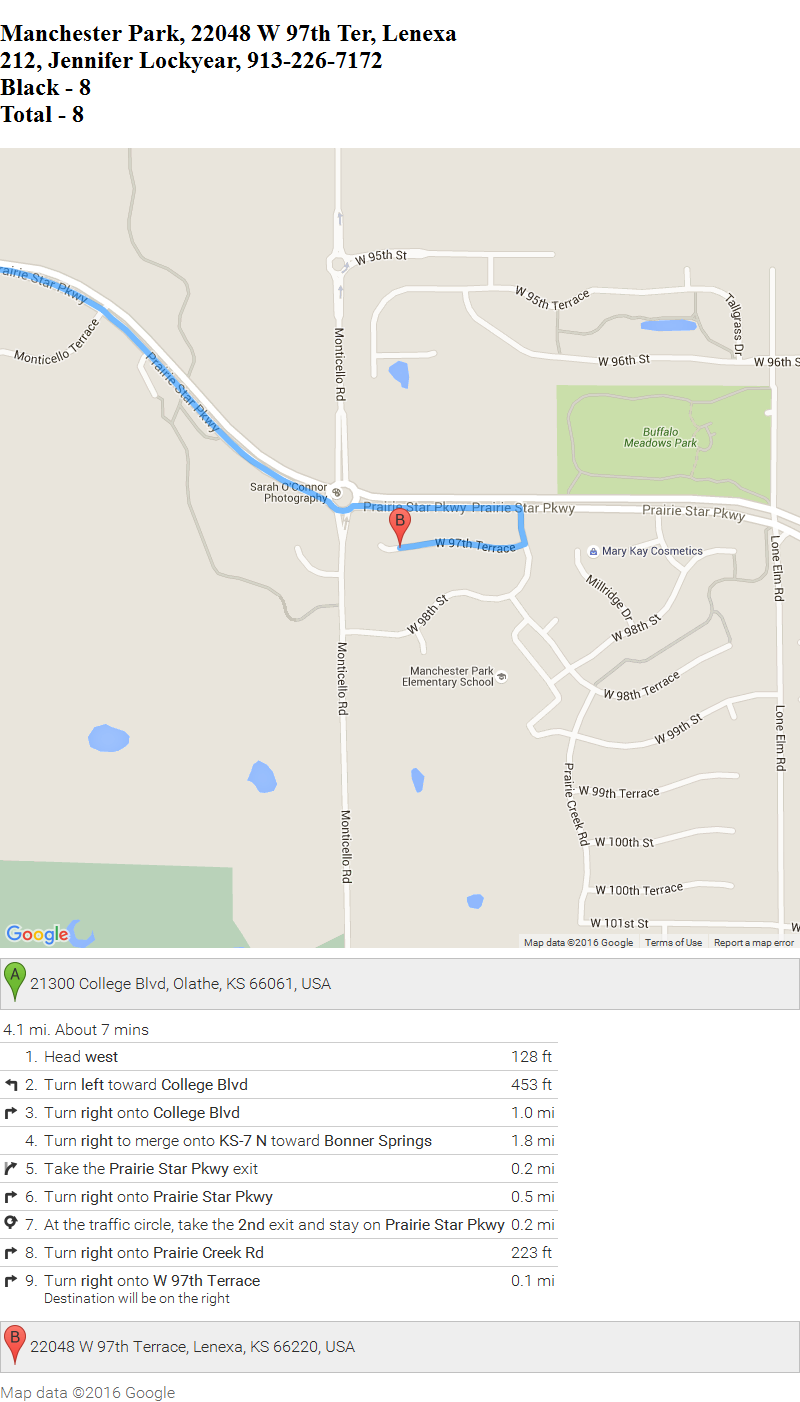 Manchester Park, 22048 W 97th Ter, Lenexa
212, Jennifer Lockyear, 913-226-7172
Black - 8
Total - 8
W 95th St
W 95th Terrace
Tallgrass Dr
Prairie Star Pkwy
Monticello Terrace
Monticello Rd
Prairie Star Pkwy
W 96th St
W 96th S
Buffalo
Meadows Park
Sarah O'Connor
Photography
Prairie Star Pkwy Prairie Star Pkwy
Prairie Star Pkwy
B
W 97th Terrace
Mary Kay Cosmetics
Lone Elm Rd
Millridge Dr
W 98th St
W 98th St
Monticello Rd
Manchester Park
Elementary School
W 98th Terrace
W 99th St
Lone Elm Rd
Prairie Creek Rd
W 99th Terrace
Monticello Rd
W 100th St
W 100th Terrace
W 101st St
W
Google
Map data ©2016 Google Terms of Use Report a map error
A 21300 College Blvd, Olathe, KS 66061, USA
4.1 mi. About 7 mins
1. Head west 128 ft
2. Turn left toward College Blvd 453 ft
3. Turn right onto College Blvd 1.0 mi
4. Turn right to merge onto KS-7 N toward Bonner Springs 1.8 mi
5. Take the Prairie Star Pkwy exit 0.2 mi
6. Turn right onto Prairie Star Pkwy 0.5 mi
7. At the traffic circle, take the 2nd exit and stay on Prairie Star Pkwy 0.2 mi
8. Turn right onto Prairie Creek Rd 223 ft
9. Turn right onto W 97th Terrace 0.1 mi
Destination will be on the right
B 22048 W 97th Terrace, Lenexa, KS 66220, USA
Map data ©2016 Google